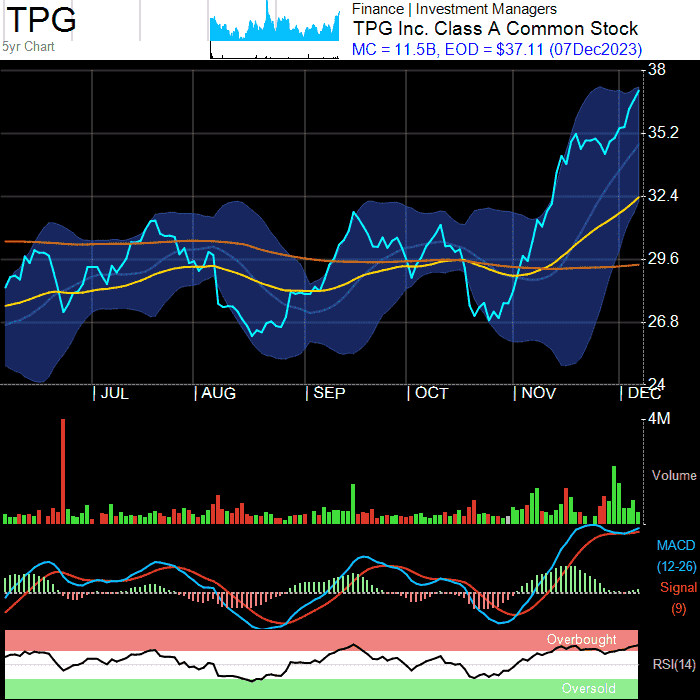 TPG
5yr Chart
Finance | Investment Managers
TPG Inc. Class A Common Stock
MC = 11.5B, EOD = $37.11 (07Dec2023)
38
35.2
32.4
29.6
26.8
24
JUL AUG SEP OCT NOV DEC
4M
Volume
MACD
(12-26)
Signal
(9)
Overbought
RSI(14)
Oversold